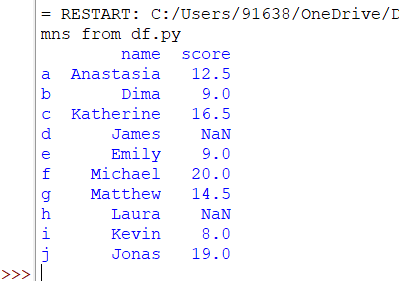 = RESTART: C:/Users/91638/OneDrive/D
mns from df.py
name score
a Anastasia 12.5
b Dima 9.0
c Katherine 16.5
d James NaN
e Emily 9.0
f Michael 20.0
g Matthew 14.5
h Laura NaN
i Kevin 8.0
j Jonas 19.0
>>>